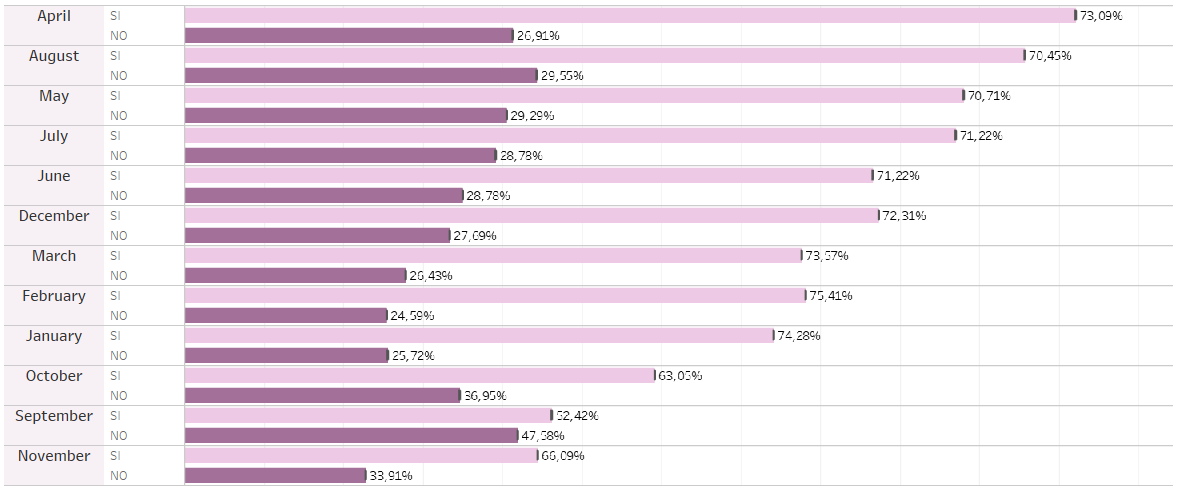 April SI 73,09%
NO 26,91%
August SI 70,45%
NO 29,55%
May SI 70,71%
NO 29,29%
July SI 71,22%
NO 28,78%
June SI 71,22%
NO 28,78%
December SI 72,31%
NO 27,69%
March SI 73,57%
NO 26,43%
February SI 75,41%
NO 24,59%
January SI 74,28%
NO 25,72%
October SI 63,05%
NO 36,95%
September SI 52,42%
NO 47,58%
November SI 66,09%
NO 33,91%